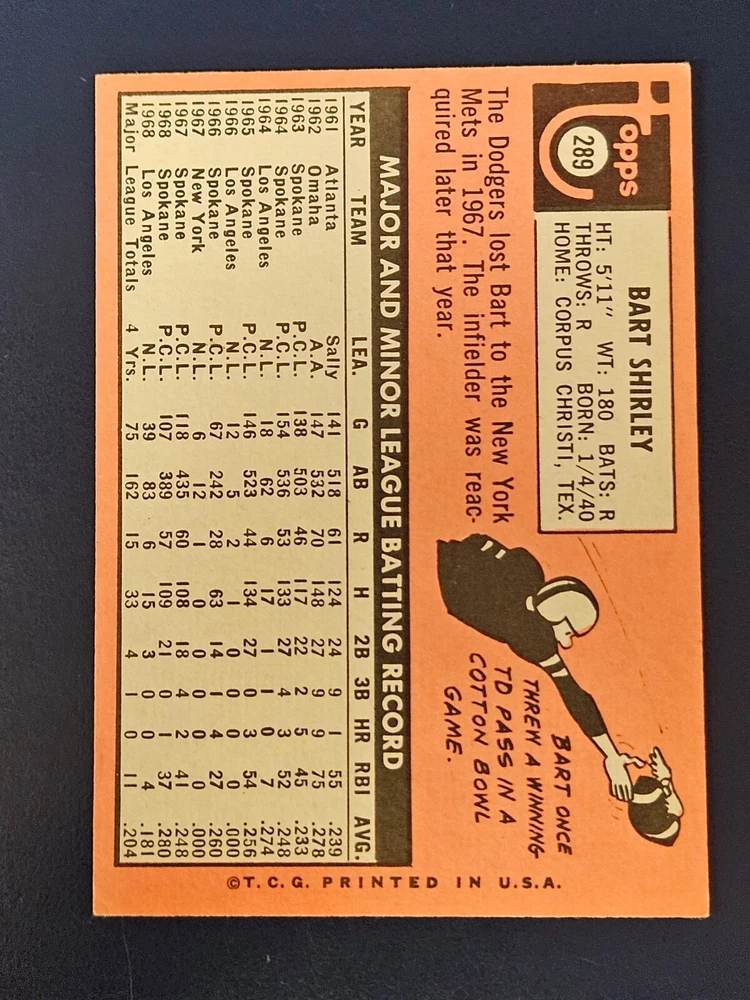 Topps
289
BART SHIRLEY
HT: 5'11" WT: 180 BATS: R
THROWS: R BORN: 1/4/40
HOME: CORPUS CHRISTI, TEX.
The Dodgers lost Bart to the New York
Mets in 1967. The infielder was reac-
quired later that year.
BART ONCE
THREW A WINNING
TD PASS IN A
COTTON BOWL
GAME.
MAJOR AND MINOR LEAGUE BATTING RECORD
YEAR TEAM LEA. G AB R H 2B 3B HR RBI AVG.
1961 Atlanta Sally 141 518 61 124 24 9 1 55 .239
1962 Omaha A.A. 147 532 70 148 27 9 9 75 .278
1963 Spokane P.C.L. 138 503 46 117 22 2 5 45 .233
1964 Spokane P.C.L. 154 536 53 133 27 4 3 52 .248
1964 Los Angeles N.L. 18 62 6 17 1 1 0 7 .274
1965 Spokane P.C.L. 146 523 44 134 27 0 3 54 .256
1966 Los Angeles N.L. 12 5 2 1 0 0 0 0 .000
1966 Spokane P.C.L. 67 242 28 63 14 1 4 27 .260
1967 New York N.L. 6 12 1 0 0 0 0 0 .000
1967 Spokane P.C.L. 118 435 60 108 18 4 2 41 .248
1968 Spokane P.C.L. 107 389 57 109 21 0 1 37 .280
1968 Los Angeles N.L. 39 83 6 15 3 0 0 4 .181
Major League Totals 4 Yrs. 75 162 15 33 4 1 0 11 .204
©T.C.G. PRINTED IN U.S.A.